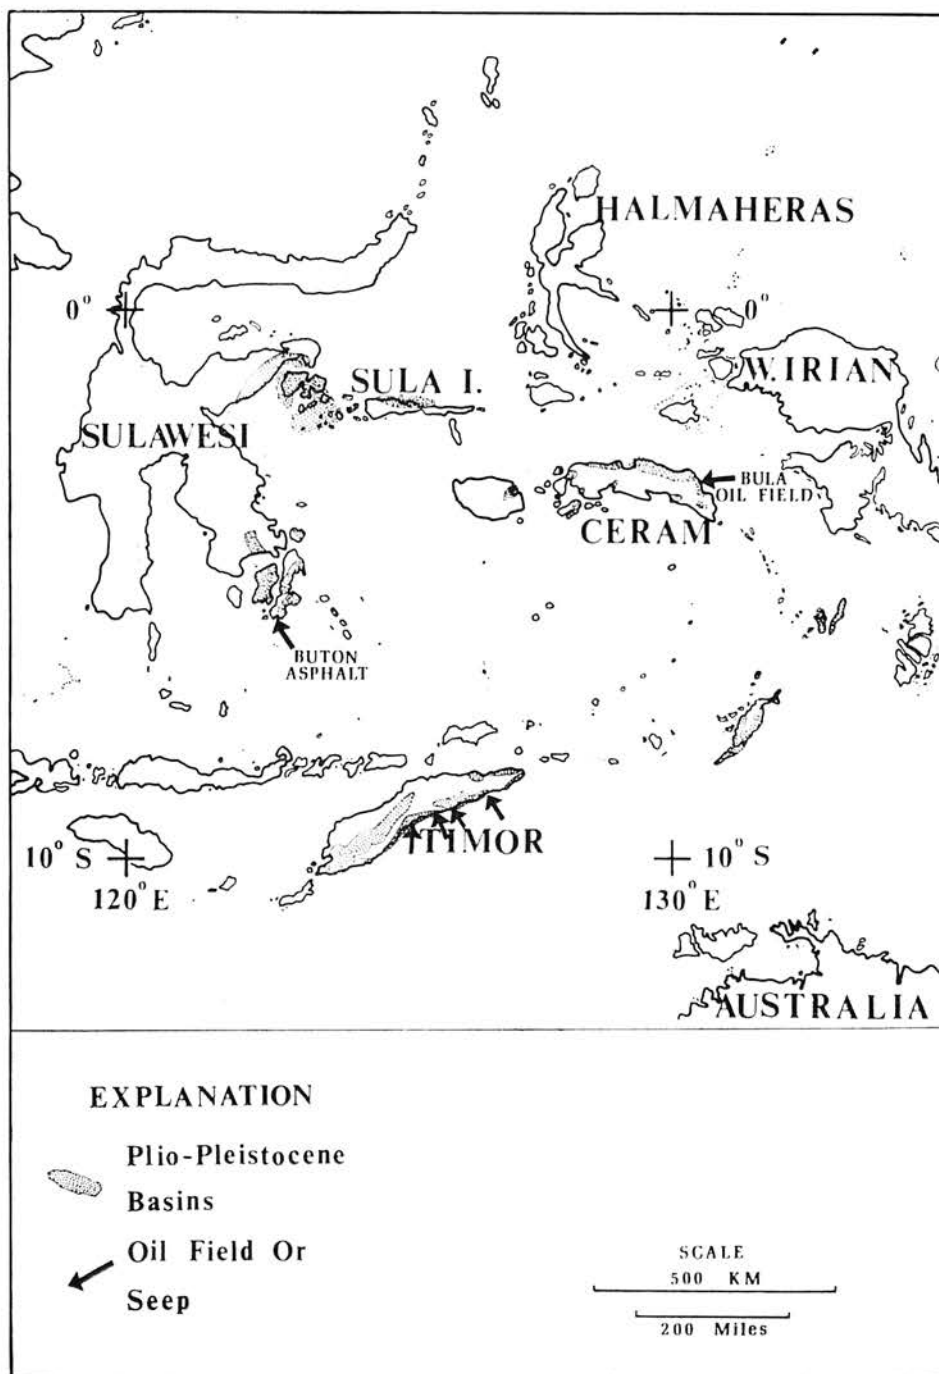 HALMAHERAS
0°
0°
W. IRIAN
SULA I.
SULAWESI
BULA
OIL FIELD
CERAM
BUTON
ASPHALT
TIMOR
10° S
10° S
120° E
130° E
AUSTRALIA
EXPLANATION
Plio-Pleistocene
Basins
Oil Field Or
Seep
SCALE
500 KM
200 Miles